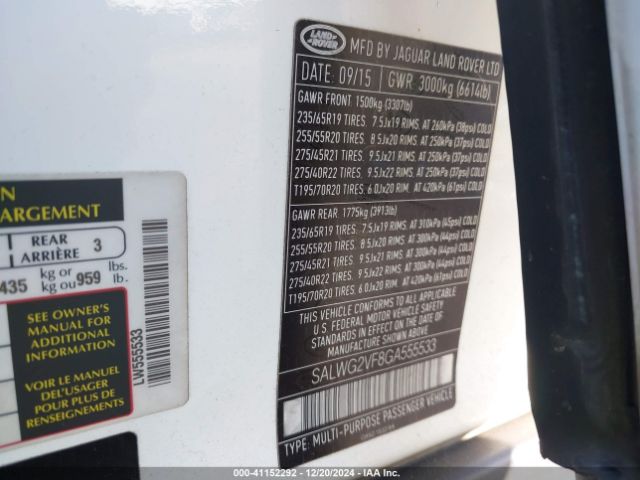 LAND
ROVER
MFD BY JAGUAR LAND ROVER LTD
DATE: 09/15 GWR 3000kg (6614lb)
GAWR FRONT 1500kg (3307lb)
235/65R19 TIRES. 7.5Jx19 RIMS. AT 260kPa (38psi) COLD
255/55R20 TIRES. 8.5Jx20 RIMS. AT 250kPa (37psi) COLD
275/45R21 TIRES. 9.5Jx21 RIMS. AT 250kPa (37psi) COLD
275/40R22 TIRES. 9.5Jx22 RIMS. AT 250kPa (37psi) COLD
T195/70R20 TIRES. 6.0Jx20 RIM. AT 420kPa (61psi) COLD
GAWR REAR 1775kg (3913lb)
235/65R19 TIRES. 7.5Jx19 RIMS. AT 310kPa (45psi) COLD
255/55R20 TIRES. 8.5Jx20 RIMS. AT 300kPa (44psi) COLD
275/45R21 TIRES. 9.5Jx21 RIMS. AT 300kPa (44psi) COLD
275/40R22 TIRES. 9.5Jx22 RIMS. AT 300kPa (44psi) COLD
T195/70R20 TIRES. 6.0Jx20 RIM. AT 420kPa (61psi) COLD
THIS VEHICLE CONFORMS TO ALL APPLICABLE
U S FEDERAL MOTOR VEHICLE SAFETY
STANDARDS IN EFFECT ON THE DATE OF
MANUFACTURE SHOWN ABOVE
SALWG2VF8GA555533
TYPE: MULTI-PURPOSE PASSENGER VEHICLE
N
ARGEMENT
REAR
ARRIÈRE 3
435 kg or
kg ou 959 lbs.
lb.
SEE OWNER'S
MANUAL FOR
ADDITIONAL
INFORMATION
VOIR LE MANUEL
DEL'USAGER
POUR PLUS DE
RENSEIGNEMENTS
LW555533
000-41152292 - 12/20/2024 - IAA Inc.